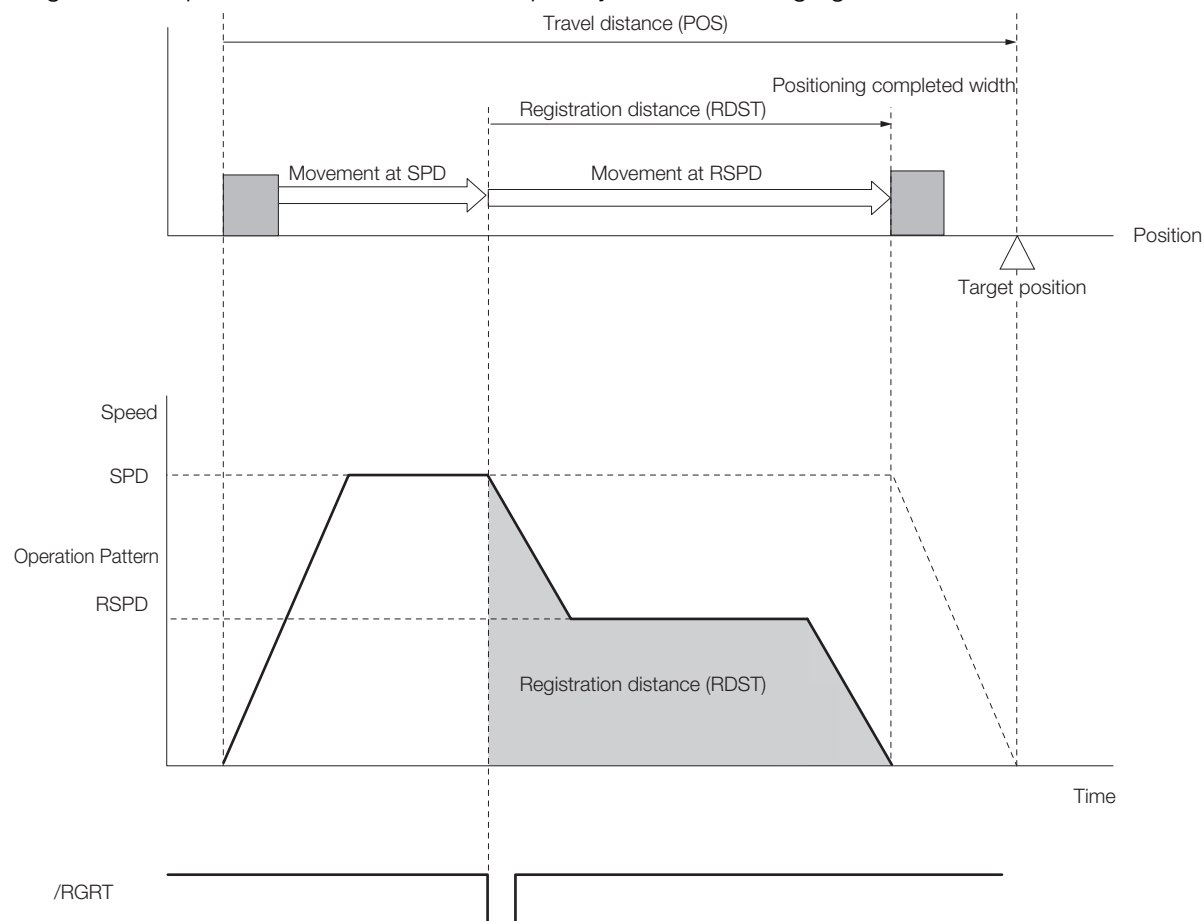 Travel distance (POS)
Positioning completed width
Registration distance (RDST)
Movement at SPD
Movement at RSPD
Position
Target position
Speed
SPD
Operation Pattern
RSPD
Registration distance (RDST)
Time
/RGRT